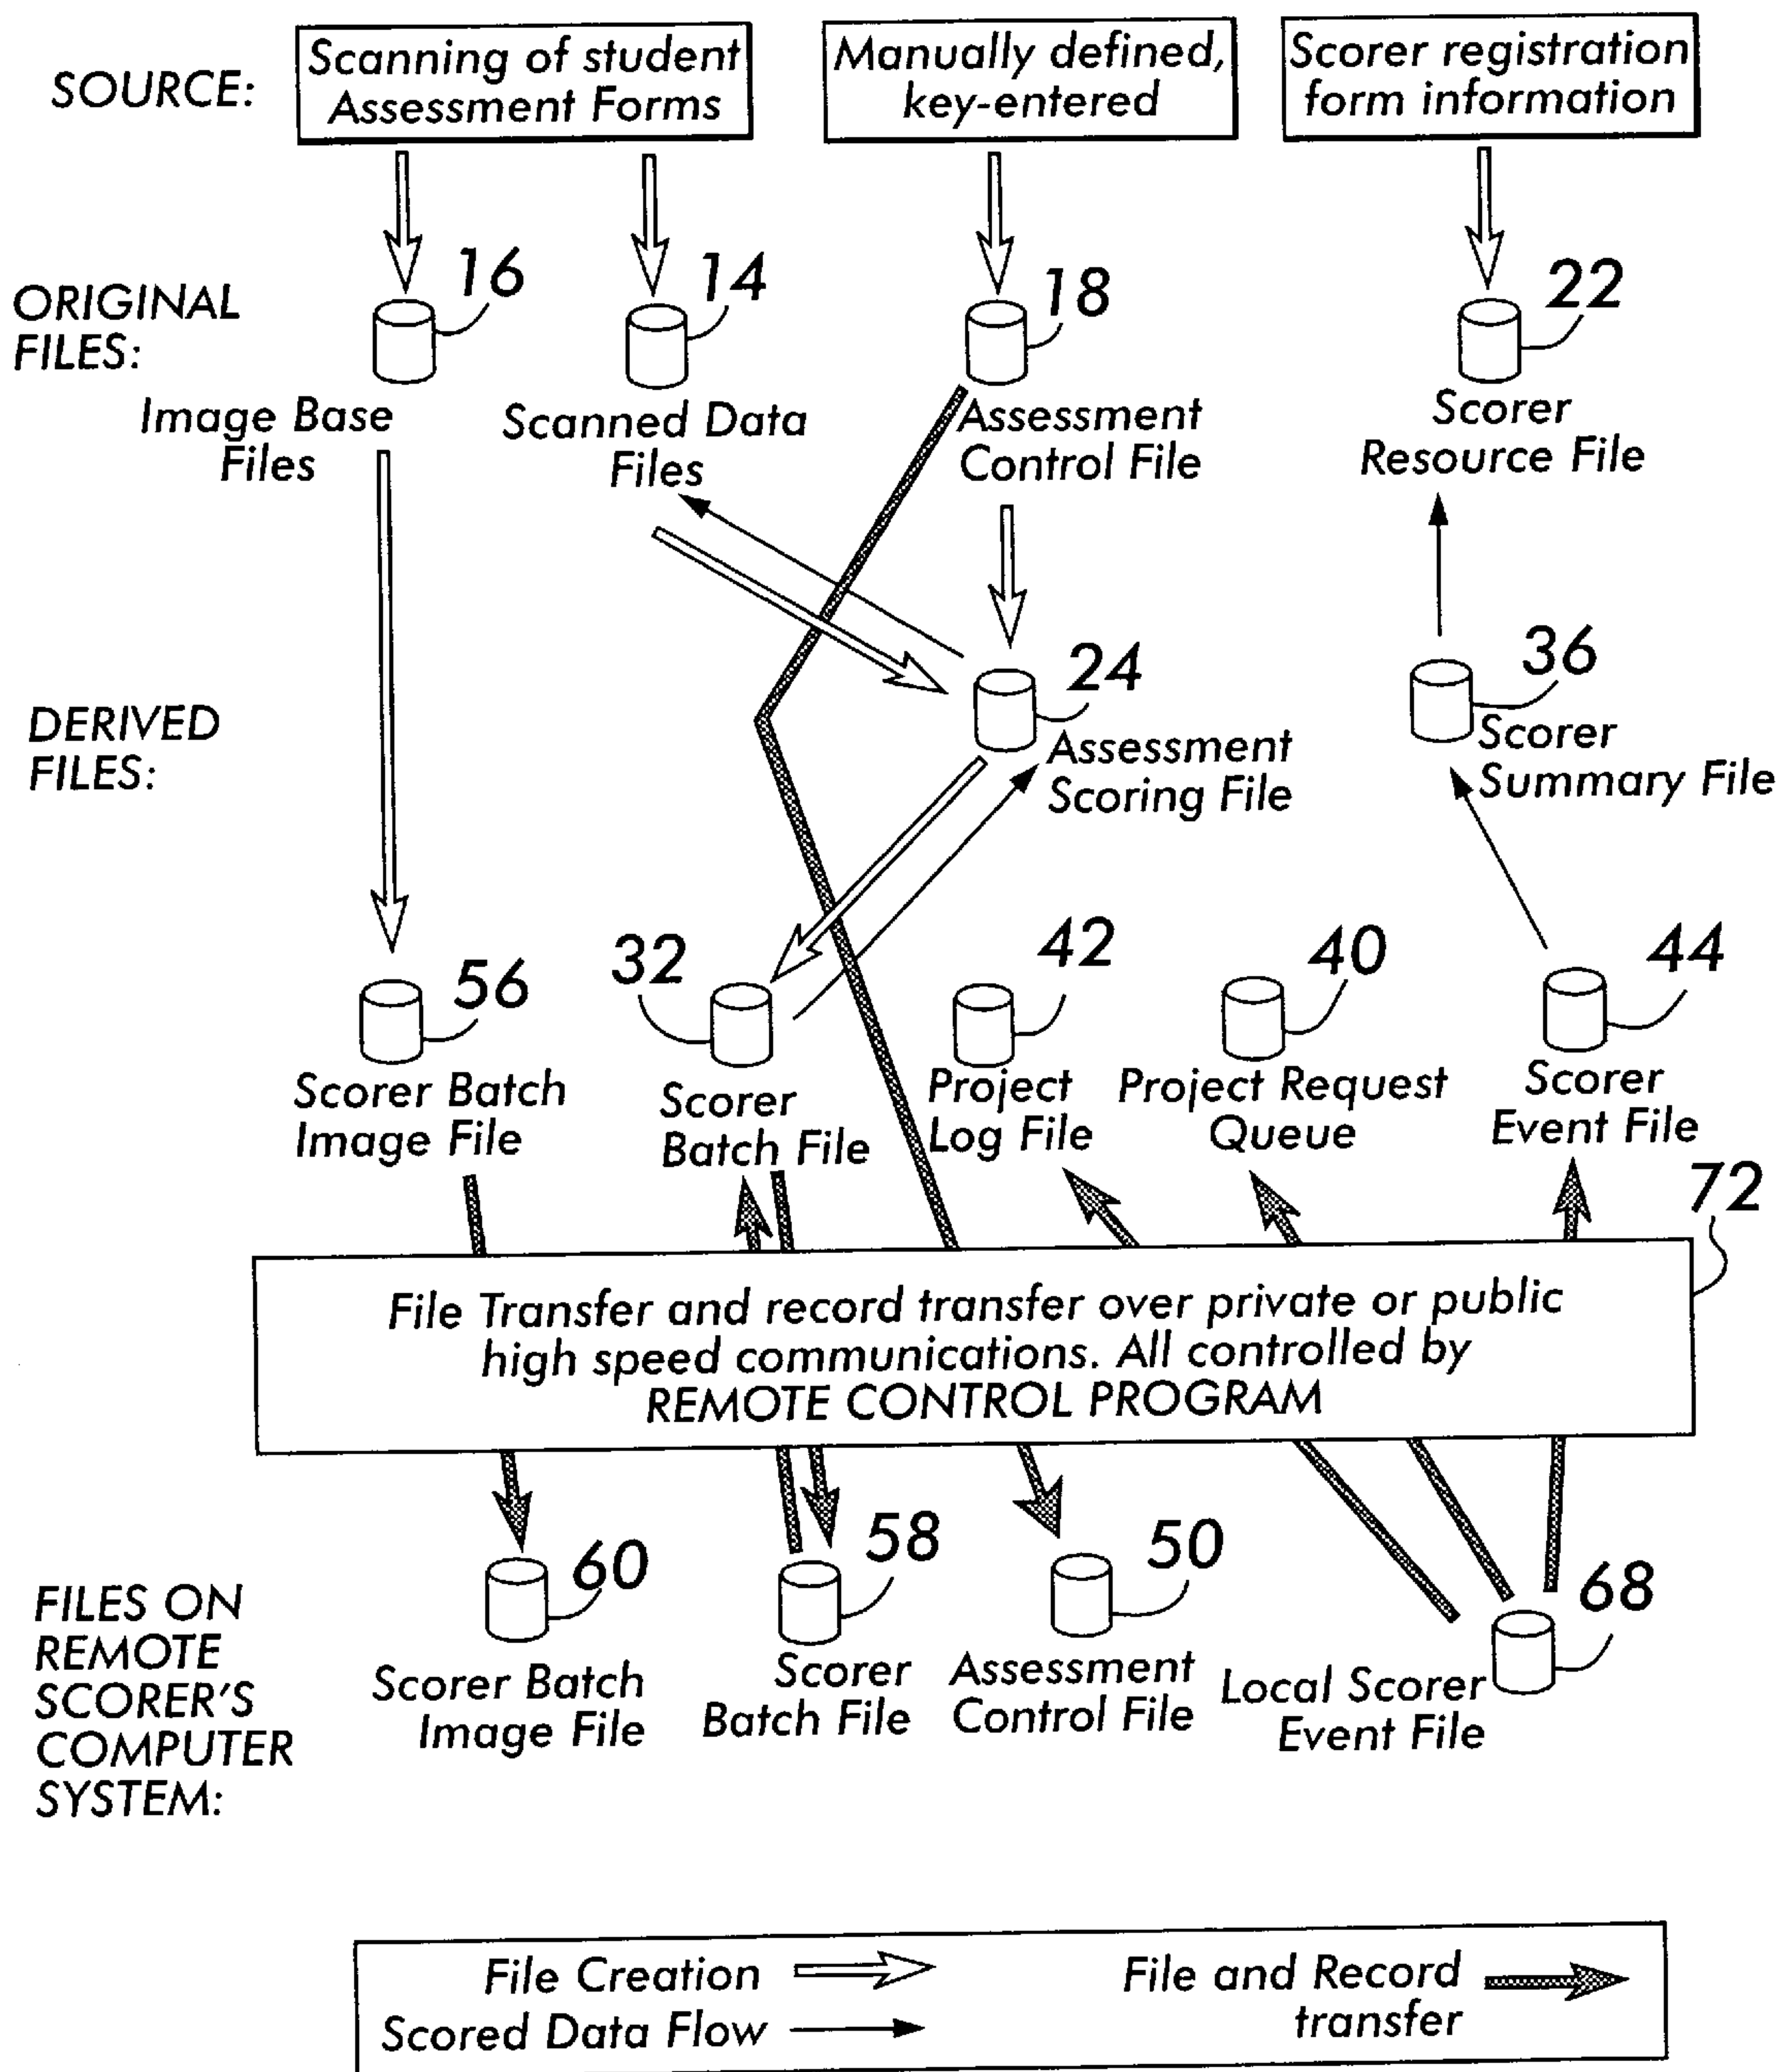 SOURCE:
Scanning of student
Assessment Forms
Manually defined,
key-entered
Scorer registration
form information
ORIGINAL
FILES:
16
14
18
22
Image Base
Files
Scanned Data
Files
Assessment
Control File
Scorer
Resource File
DERIVED
FILES:
24
36
Assessment
Scoring File
Scorer
Summary File
56
32
42
40
44
Scorer Batch
Image File
Scorer
Batch File
Project
Log File
Project Request
Queue
Scorer
Event File
72
File Transfer and record transfer over private or public
high speed communications. All controlled by
REMOTE CONTROL PROGRAM
FILES ON
REMOTE
SCORER'S
COMPUTER
SYSTEM:
60
58
50
68
Scorer Batch
Image File
Scorer
Batch File
Assessment
Control File
Local Scorer
Event File
File Creation
Scored Data Flow
File and Record
transfer